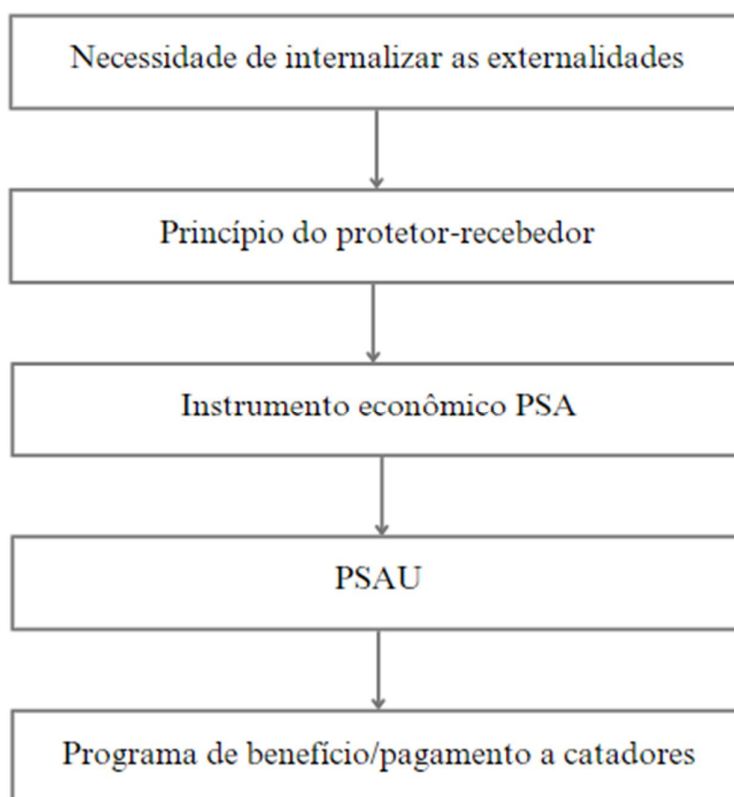 Necessidade de internalizar as externalidades
Princípio do protetor-recebedor
Instrumento econômico PSA
PSAU
Programa de benefício/pagamento a catadores